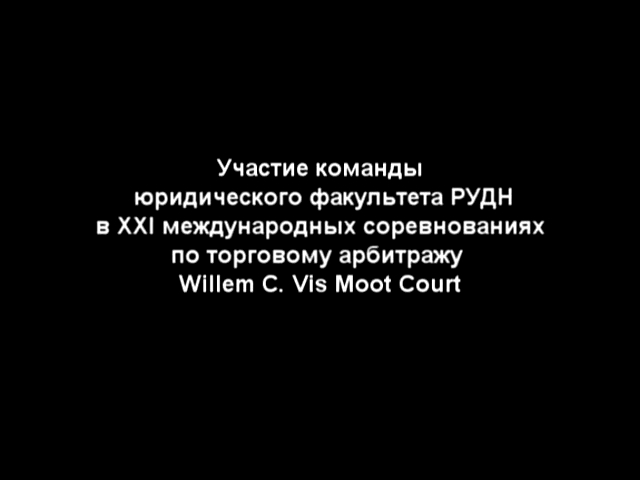 Участие команды
юридического факультета РУДН
в XXI международных соревнованиях
по торговому арбитражу
Willem C. Vis Moot Court